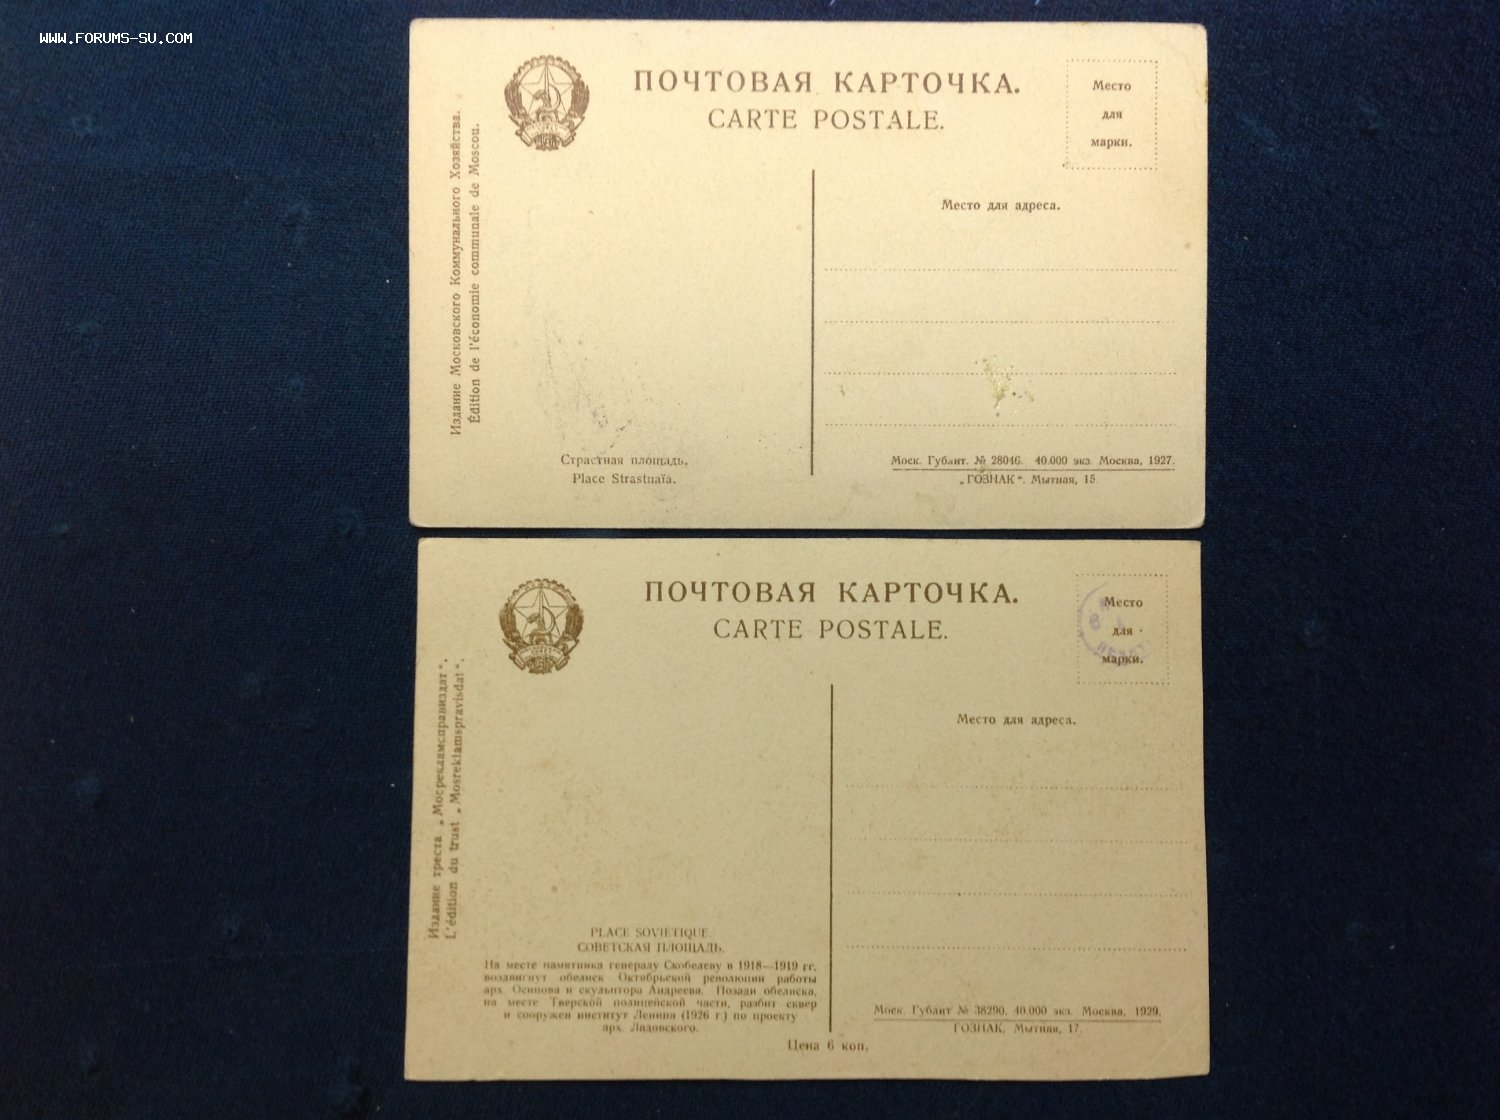 WWW.FORUMS-SU.COM
ПОЧТОВАЯ КАРТОЧКА.
CARTE POSTALE.
Место
для
марки.
Издание Московского Коммунального Хозяйства.
Édition de l'économie communale de Moscou.
Место для адреса.
Страстная площадь.
Place Strastnaïa.
Моск. Гублит. № 28046. 40.000 экз. Москва, 1927.
„ГОЗНАК“. Мытная, 15
ПОЧТОВАЯ КАРТОЧКА.
CARTE POSTALE.
Место
для
марки.
Издание треста „Мосрекламсправиздат“.
L'édition du trust „Mosreklamspravisdat“.
Место для адреса.
PLACE SOVIÉTIQUE.
СОВЕТСКАЯ ПЛОЩАДЬ.
На месте памятника генералу Скобелеву в 1918—1919 гг.
воздвигнут обелиск Октябрьской революции работы
арх. Осипова и скульптора Андреева. Позади обелиска,
на месте Тверской полицейской части, разбит сквер
и сооружен институт Ленина (1926 г.) по проекту
арх. Ладовского.
Моск. Гублит № 38290. 40.000 экз. Москва, 1929.
ГОЗНАК. Мытная, 17.
Цена 6 коп.